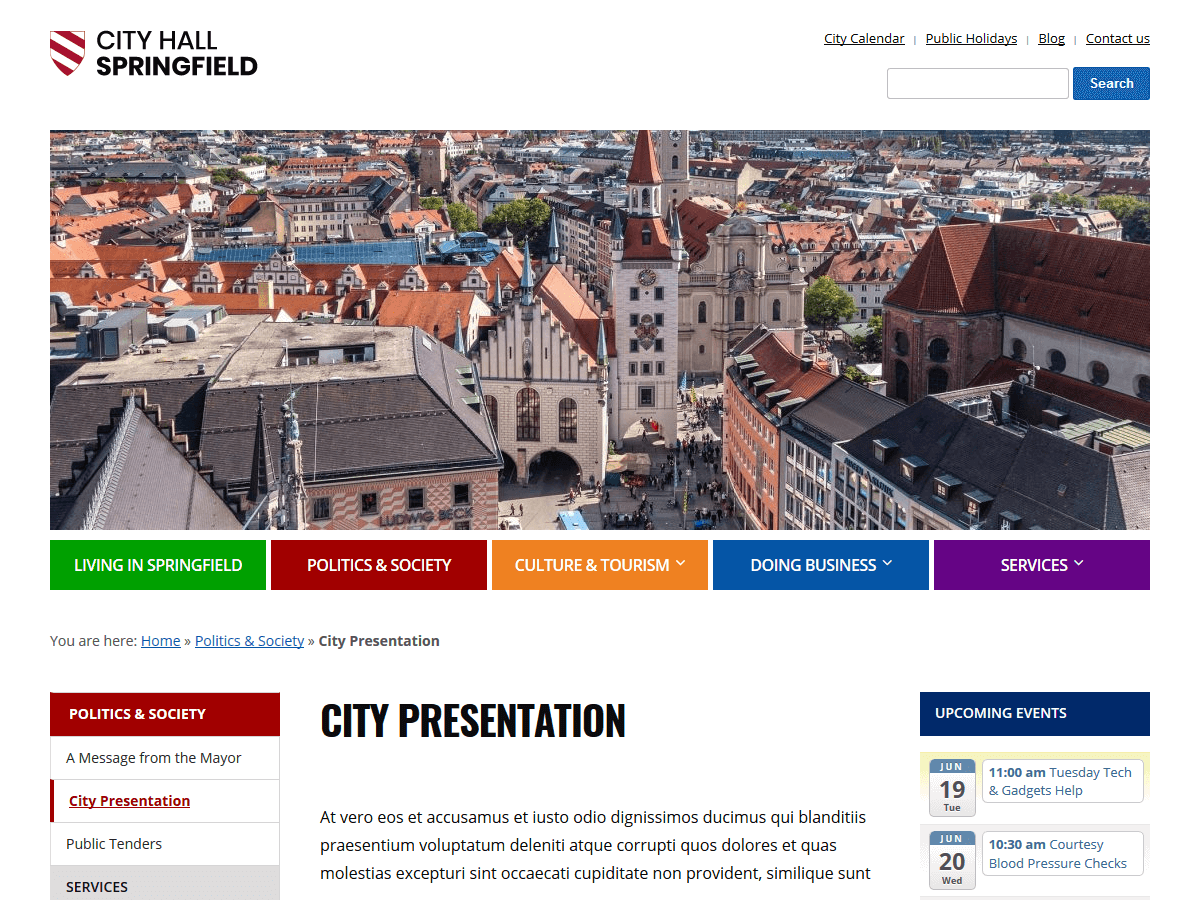 CITY HALL
SPRINGFIELD
City Calendar | Public Holidays | Blog | Contact us
Search
LUDWIG BECK
LIVING IN SPRINGFIELD
POLITICS & SOCIETY
CULTURE & TOURISM
DOING BUSINESS
SERVICES
You are here: Home » Politics & Society » City Presentation
POLITICS & SOCIETY
A Message from the Mayor
City Presentation
Public Tenders
SERVICES
CITY PRESENTATION
At vero eos et accusamus et iusto odio dignissimos ducimus qui blanditiis
praesentium voluptatum deleniti atque corrupti quos dolores et quas
molestias excepturi sint occaecati cupiditate non provident, similique sunt
UPCOMING EVENTS
JUN
19
Tue
11:00 am Tuesday Tech
& Gadgets Help
JUN
20
Wed
10:30 am Courtesy
Blood Pressure Checks